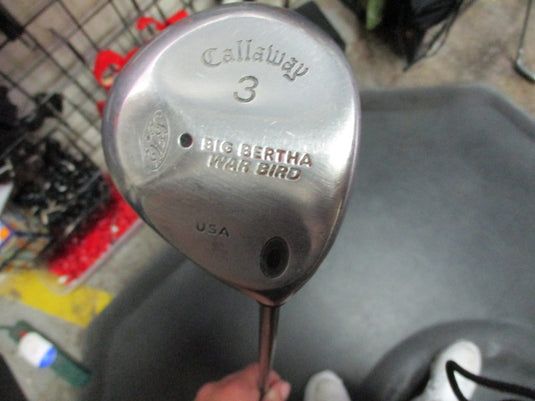 Callaway
3
BIG BERTHA
WAR BIRD
USA